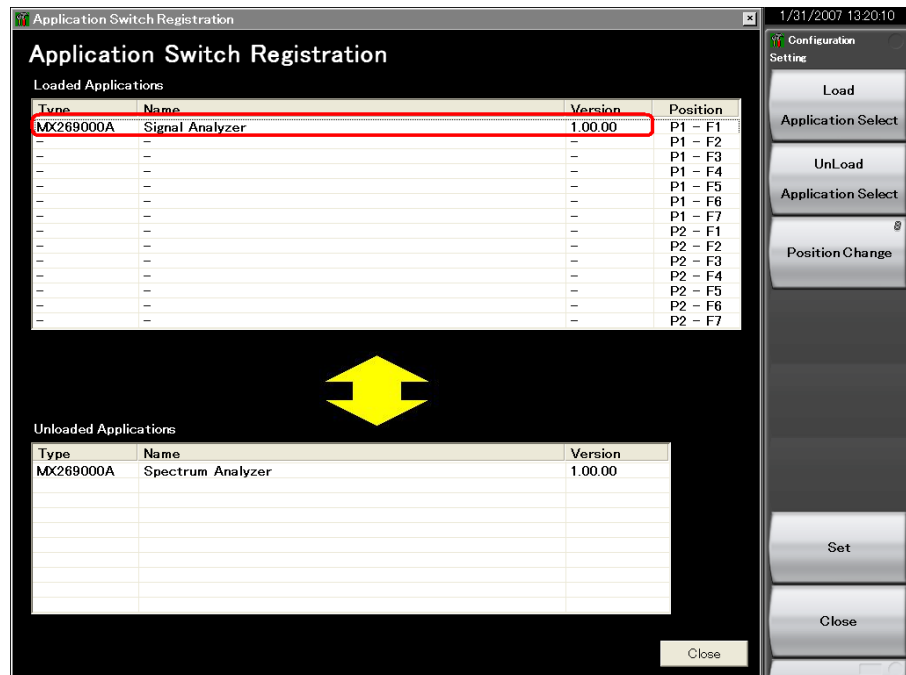 Application Switch Registration
1/31/2007 13:20:10
Application Switch Registration
Configuration
Setting
Loaded Applications
Type Name Version Position
MX269000A Signal Analyzer 1.00.00 P1 - F1
- - - P1 - F2
- - - P1 - F3
- - - P1 - F4
- - - P1 - F5
- - - P1 - F6
- - - P1 - F7
- - - P2 - F1
- - - P2 - F2
- - - P2 - F3
- - - P2 - F4
- - - P2 - F5
- - - P2 - F6
- - - P2 - F7
Unloaded Applications
Type Name Version
MX269000A Spectrum Analyzer 1.00.00
Close
Load
Application Select
UnLoad
Application Select
8
Position Change
Set
Close